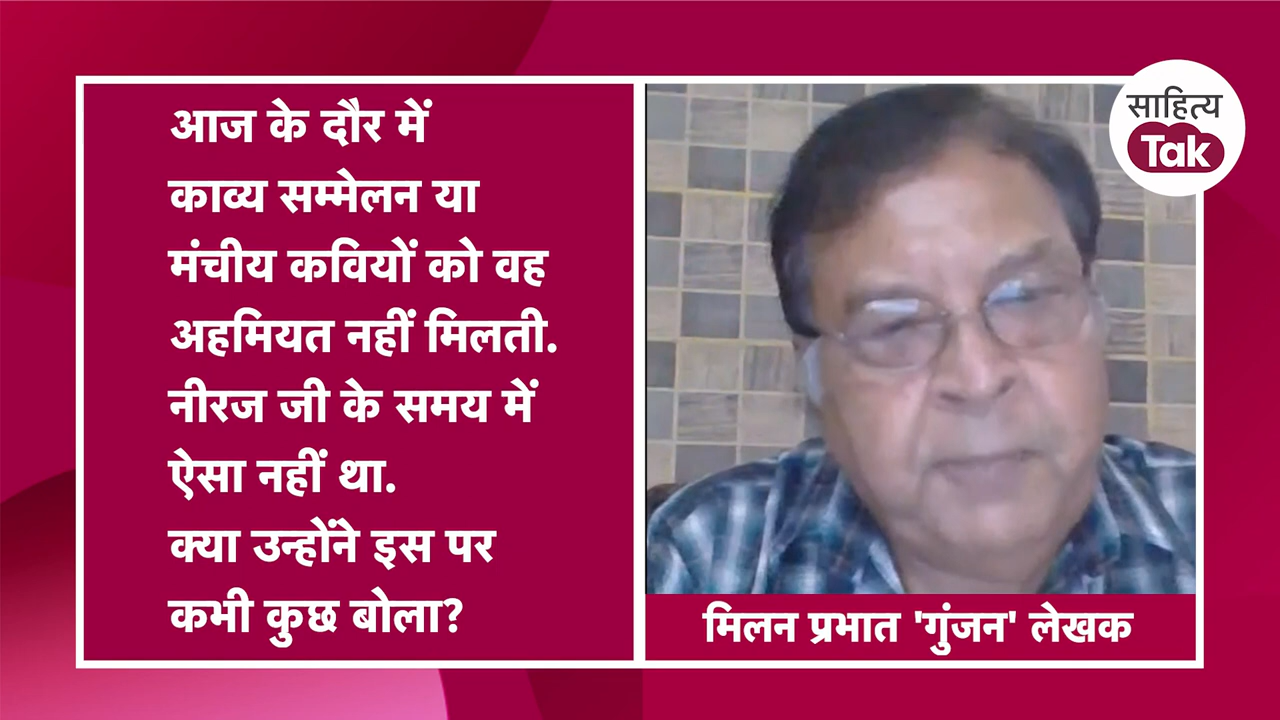 आज के दौर में
काव्य सम्मेलन या
मंचीय कवियों को वह
अहमियत नहीं मिलती.
नीरज जी के समय में
ऐसा नहीं था.
क्या उन्होंने इस पर
कभी कुछ बोला?
साहित्य
Tak
मिलन प्रभात 'गुंजन' लेखक